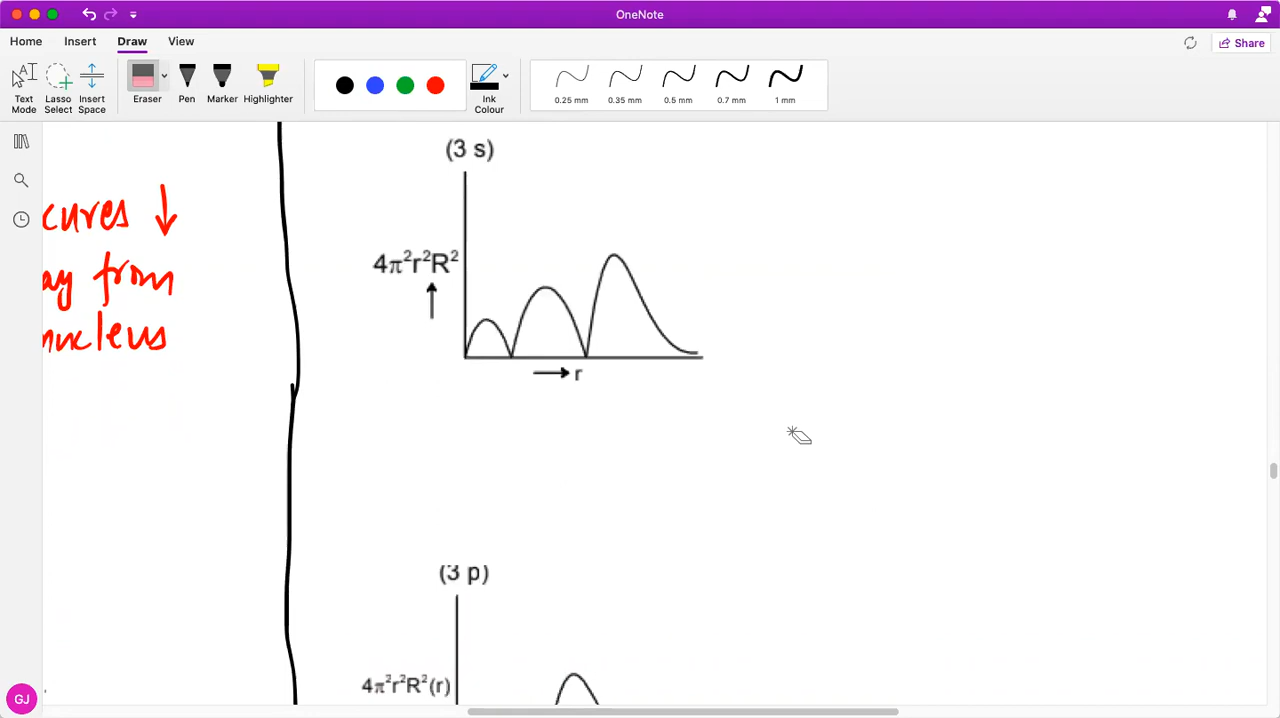 OneNote
Home Insert Draw View
Share
Text Mode
Lasso Select
Insert Space
Eraser
Pen
Marker
Highlighter
Ink Colour
0.25 mm
0.35 mm
0.5 mm
0.7 mm
1 mm
(3 s)
cures ↓
ay from
nucleus
4π²r²R²
r
(3 p)
4π²r²R²(r)
GJ